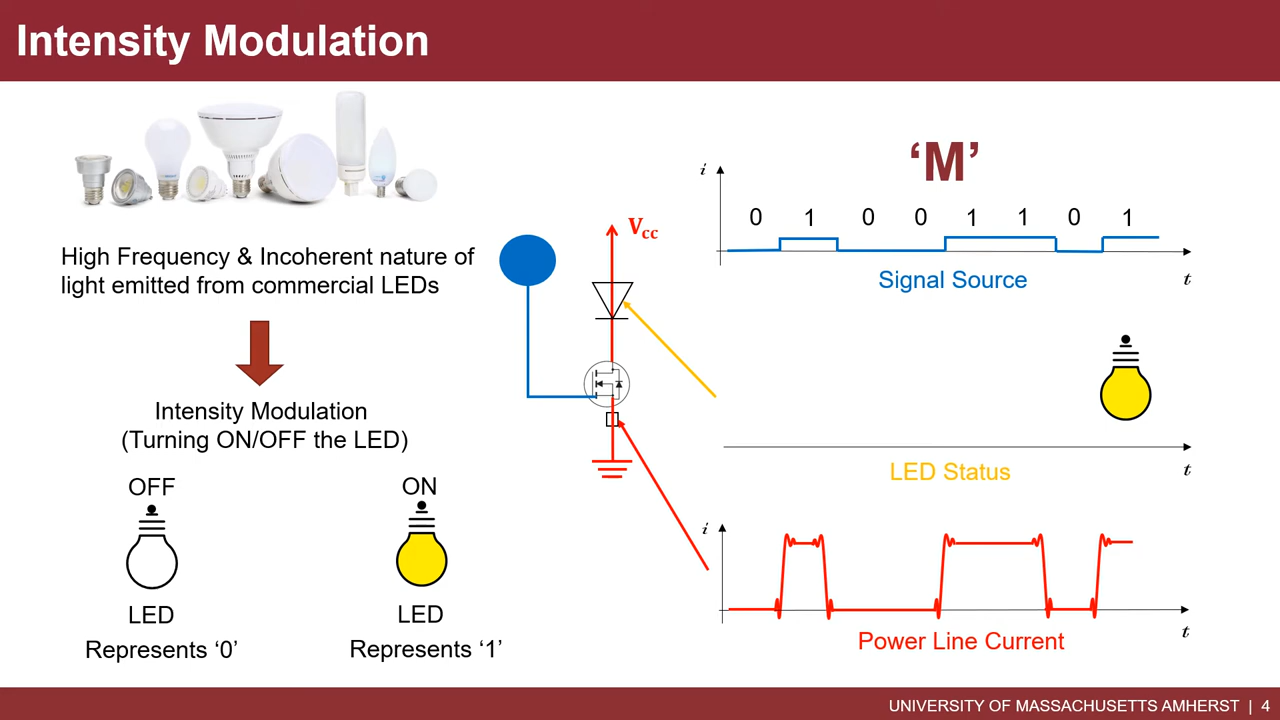 Intensity Modulation
High Frequency & Incoherent nature of
light emitted from commercial LEDs
Intensity Modulation
(Turning ON/OFF the LED)
OFF
ON
LED
LED
Represents ‘0’
Represents ‘1’
Vcc
‘M’
i
0 1 0 0 1 1 0 1
Signal Source
t
LED Status
t
i
Power Line Current
t
UNIVERSITY OF MASSACHUSETTS AMHERST | 4